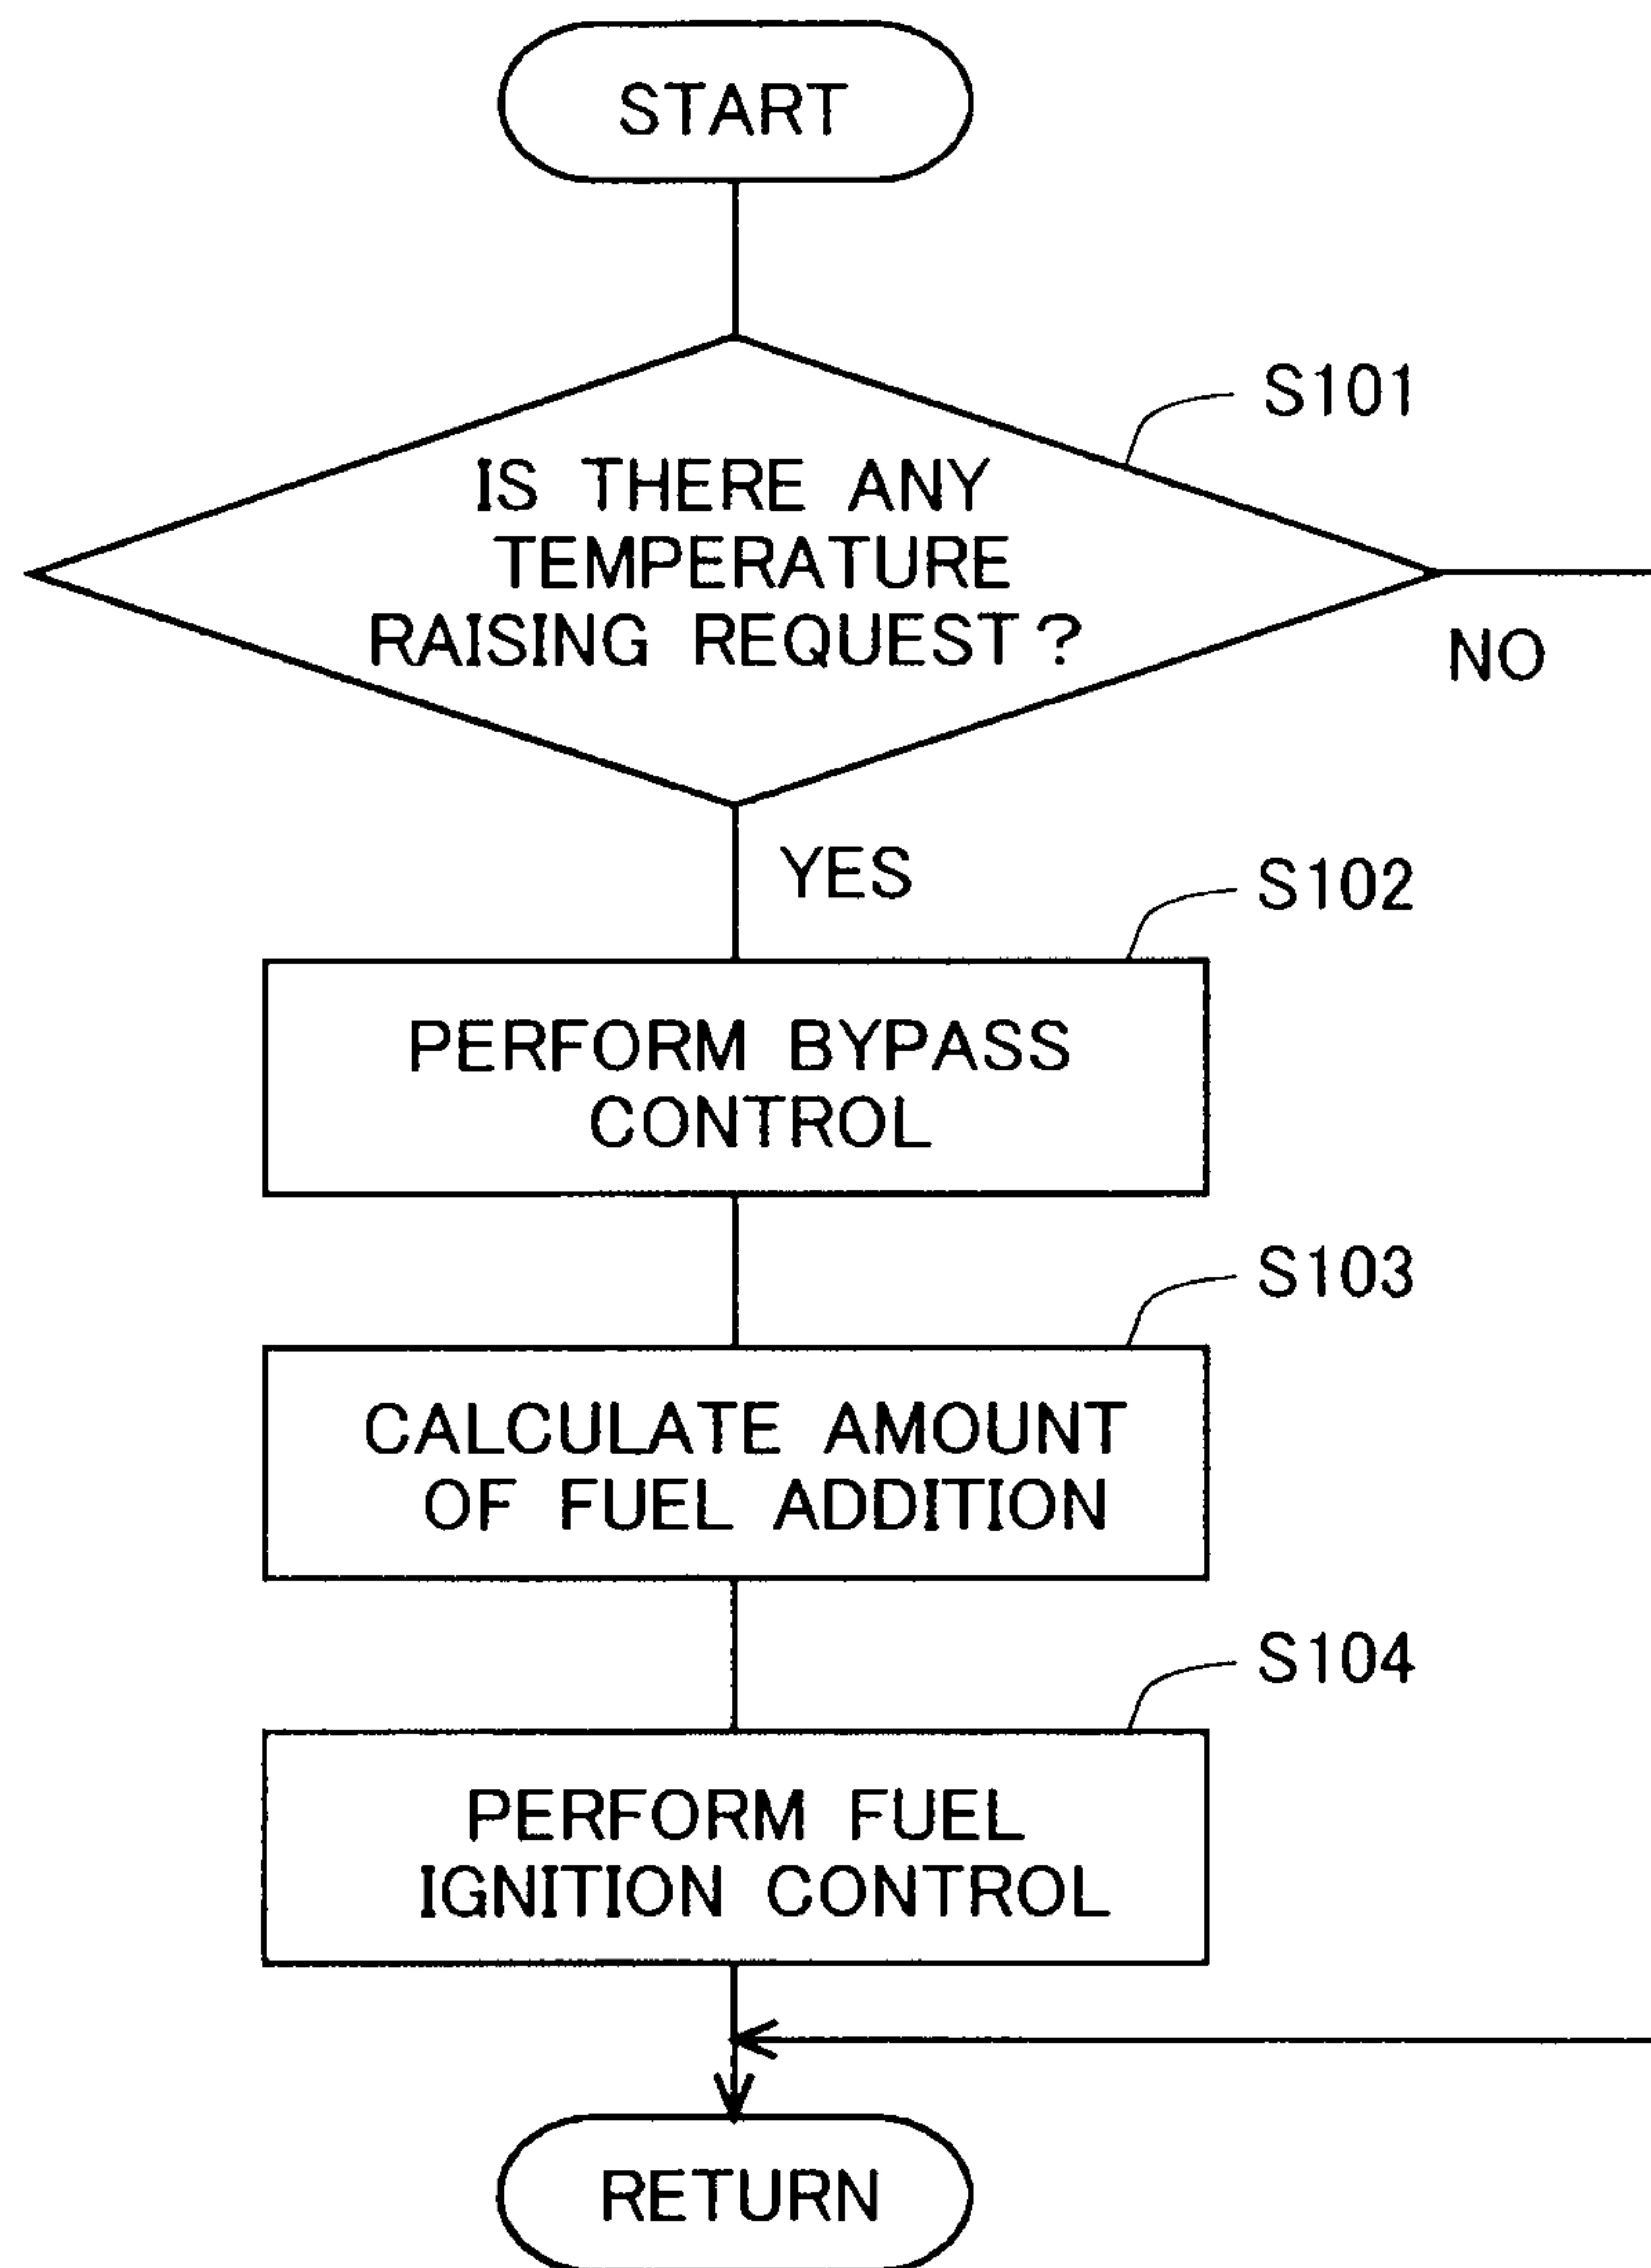 START
S101
IS THERE ANY
TEMPERATURE
RAISING REQUEST?
NO
YES
S102
PERFORM BYPASS
CONTROL
S103
CALCULATE AMOUNT
OF FUEL ADDITION
S104
PERFORM FUEL
IGNITION CONTROL
RETURN